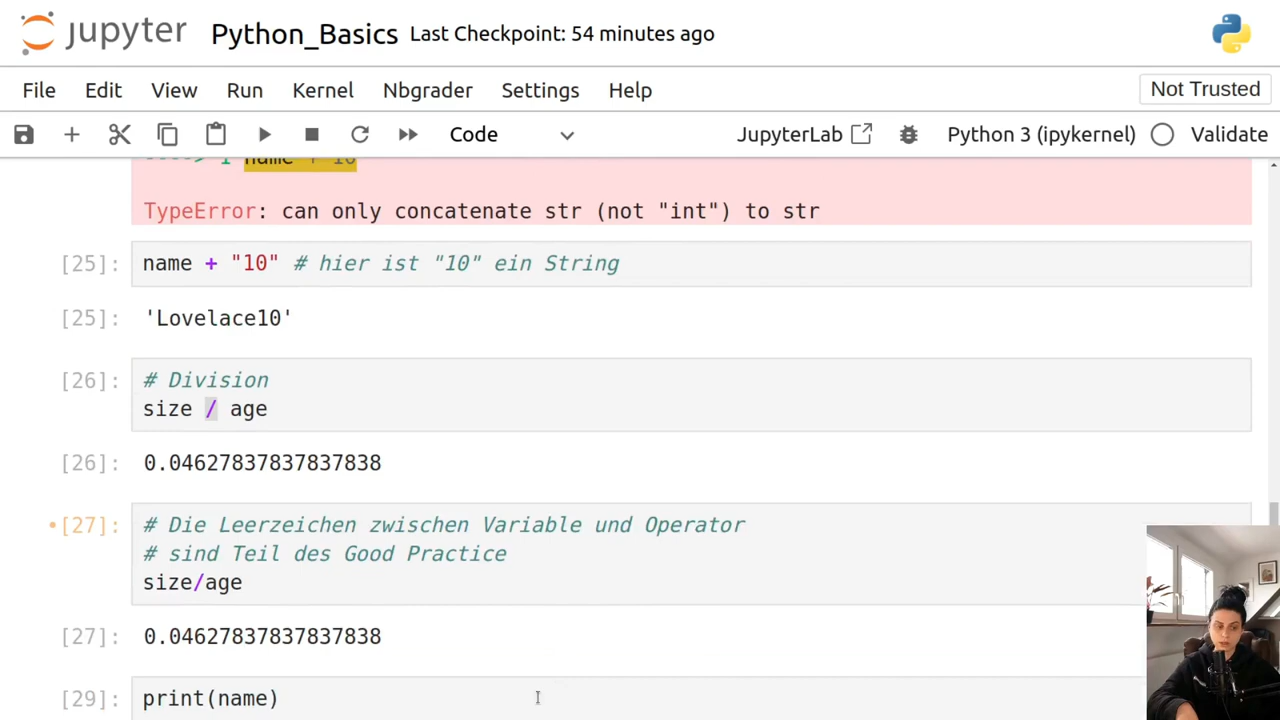 jupyter Python_Basics Last Checkpoint: 54 minutes ago
File Edit View Run Kernel Nbgrader Settings Help Not Trusted
Code JupyterLab Python 3 (ipykernel) Validate
----> 1 name + 10
TypeError: can only concatenate str (not "int") to str
[25]: name + "10" # hier ist "10" ein String
[25]: 'Lovelace10'
[26]: # Division
size / age
[26]: 0.04627837837837838
[27]: # Die Leerzeichen zwischen Variable und Operator
# sind Teil des Good Practice
size/age
[27]: 0.04627837837837838
[29]: print(name)